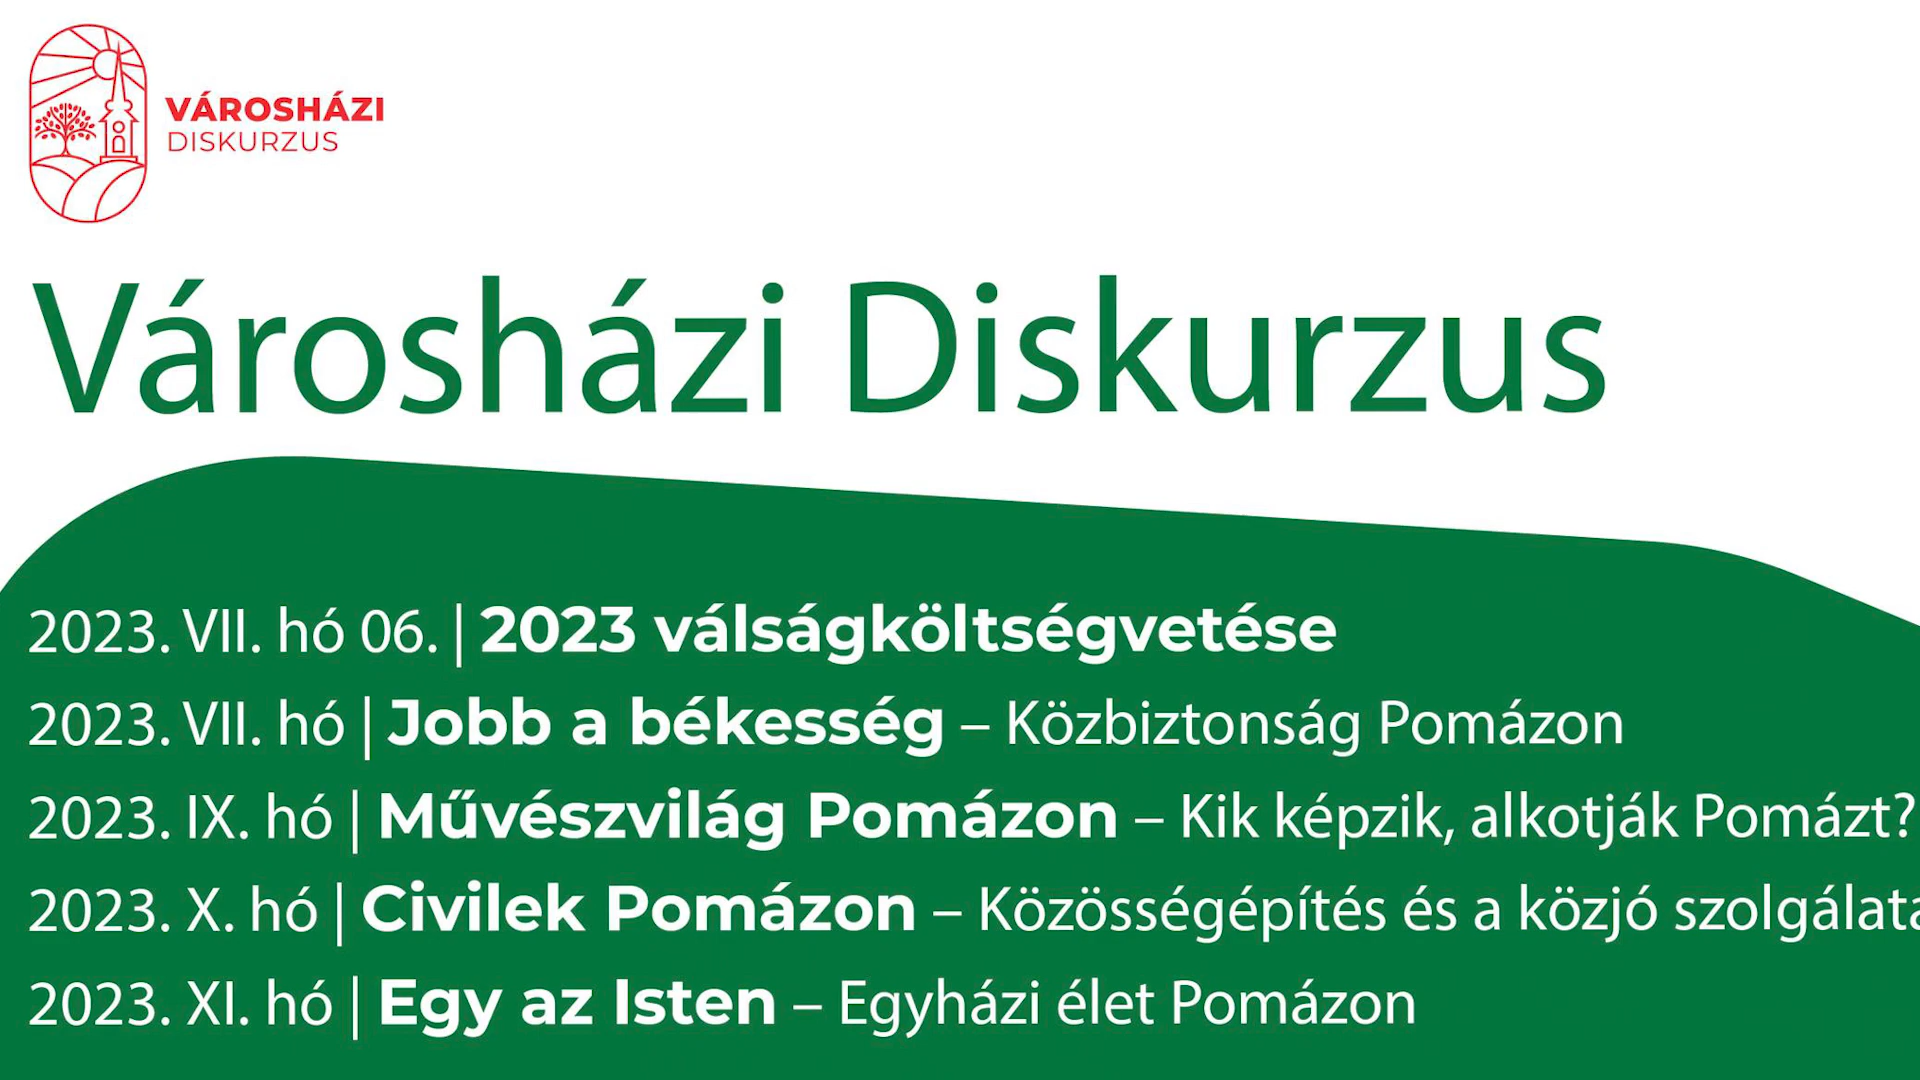 VÁROSHÁZI
DISKURZUS
Városházi Diskurzus
2023. VII. hó 06. | 2023 válságköltségvetése
2023. VII. hó | Jobb a békesség – Közbiztonság Pomázon
2023. IX. hó | Művészvilág Pomázon – Kik képzik, alkotják Pomázt?
2023. X. hó | Civilek Pomázon – Közösségépítés és a közjó szolgálata
2023. XI. hó | Egy az Isten – Egyházi élet Pomázon